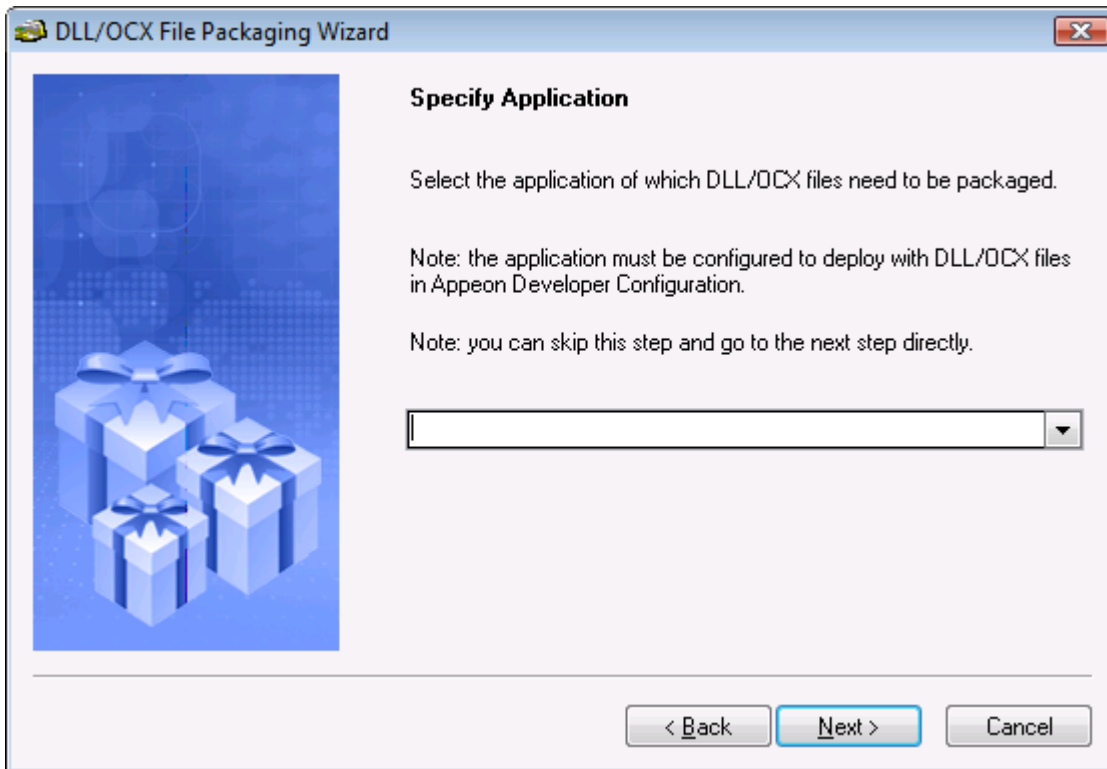 DLL/OCX File Packaging Wizard
Specify Application
Select the application of which DLL/OCX files need to be packaged.
Note: the application must be configured to deploy with DLL/OCX files
in Appeon Developer Configuration.
Note: you can skip this step and go to the next step directly.
< Back
Next >
Cancel